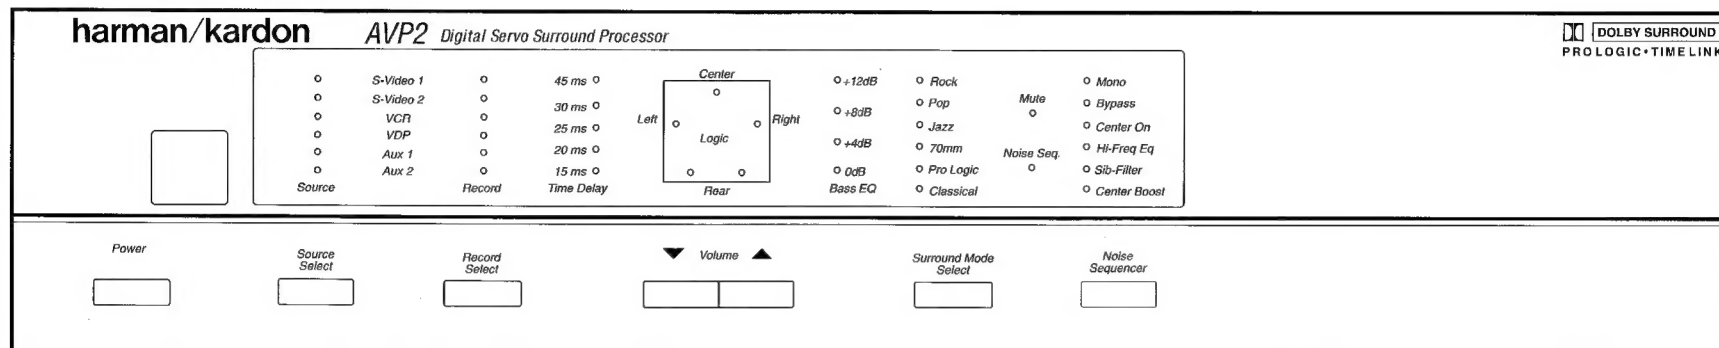 harman/kardon AVP2 Digital Servo Surround Processor
DOLBY SURROUND
PRO LOGIC•TIMELINK
S-Video 1
S-Video 2
VCR
VDP
Aux 1
Aux 2
Source
Record
45 ms
30 ms
25 ms
20 ms
15 ms
Time Delay
Center
Left
Right
Logic
Rear
+12dB
+8dB
+4dB
0dB
Bass EQ
Rock
Pop
Jazz
70mm
Pro Logic
Classical
Mute
Noise Seq.
Mono
Bypass
Center On
Hi-Freq Eq
Sib-Filter
Center Boost
Power
Source
Select
Record
Select
Volume
Surround Mode
Select
Noise
Sequencer